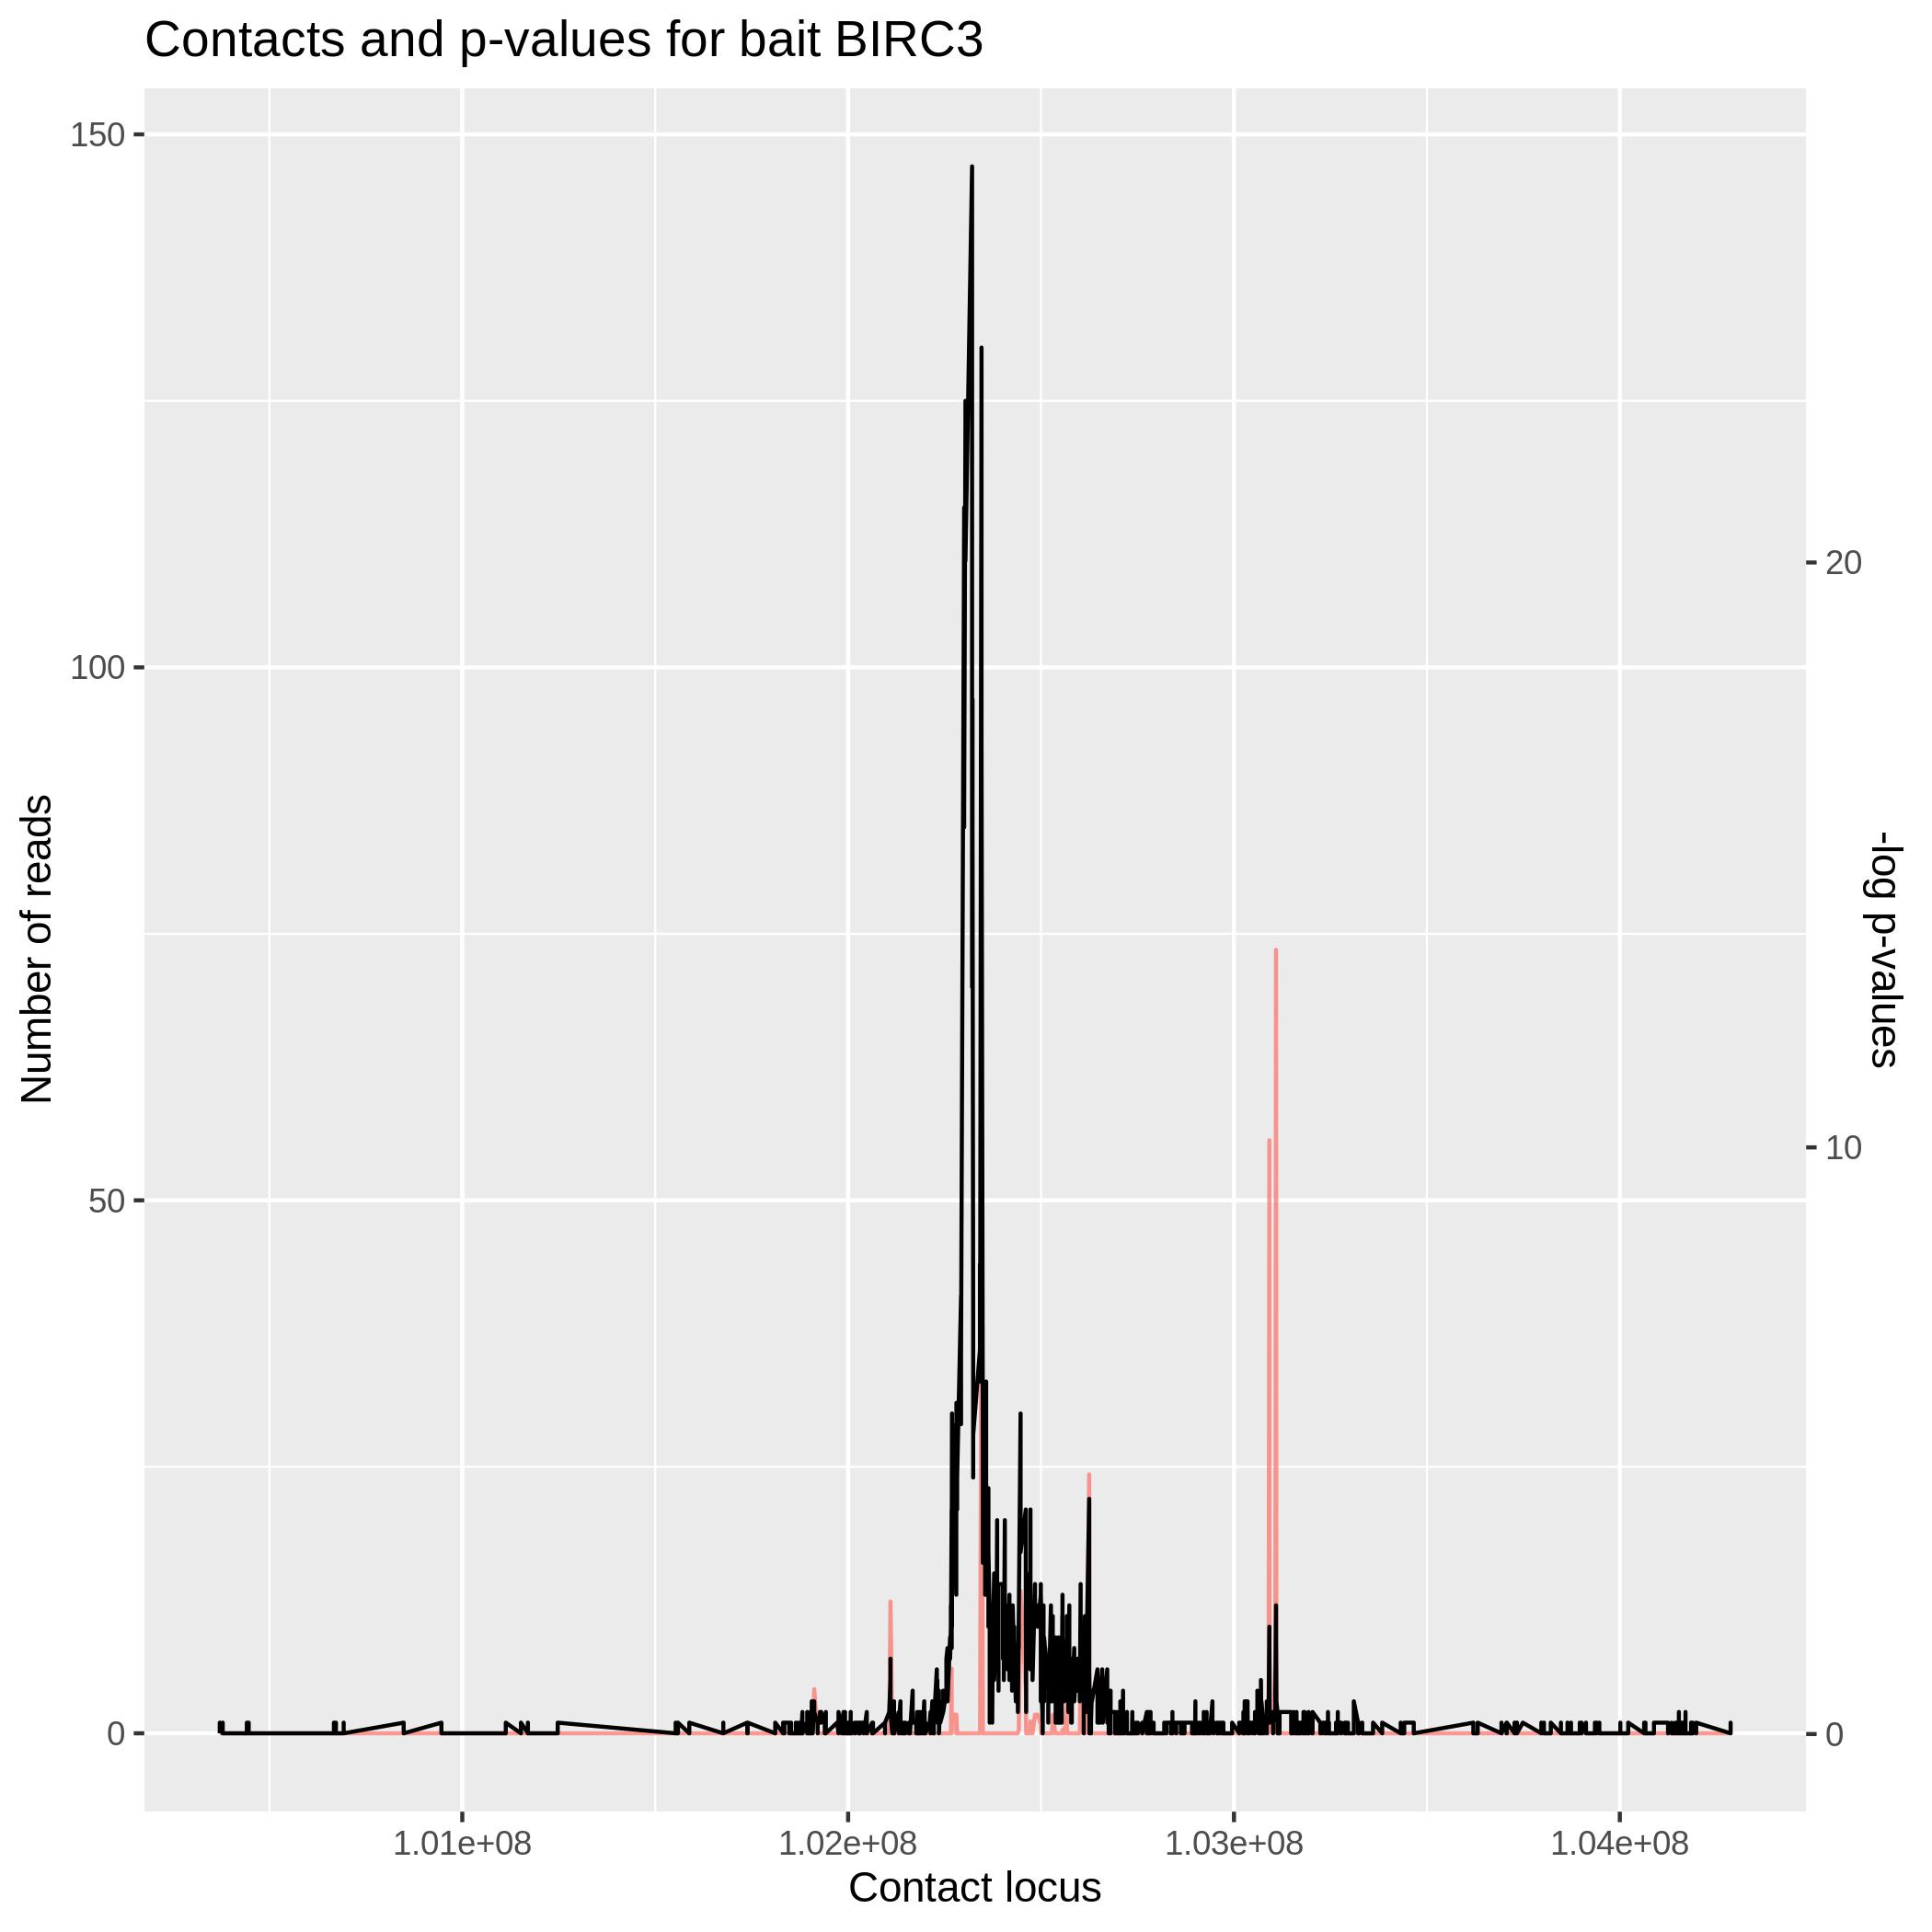 Contacts and p-values for bait BIRC3
150
100
50
0
Number of reads
20
10
0
-log p-values
1.01e+08
1.02e+08
1.03e+08
1.04e+08
Contact locus